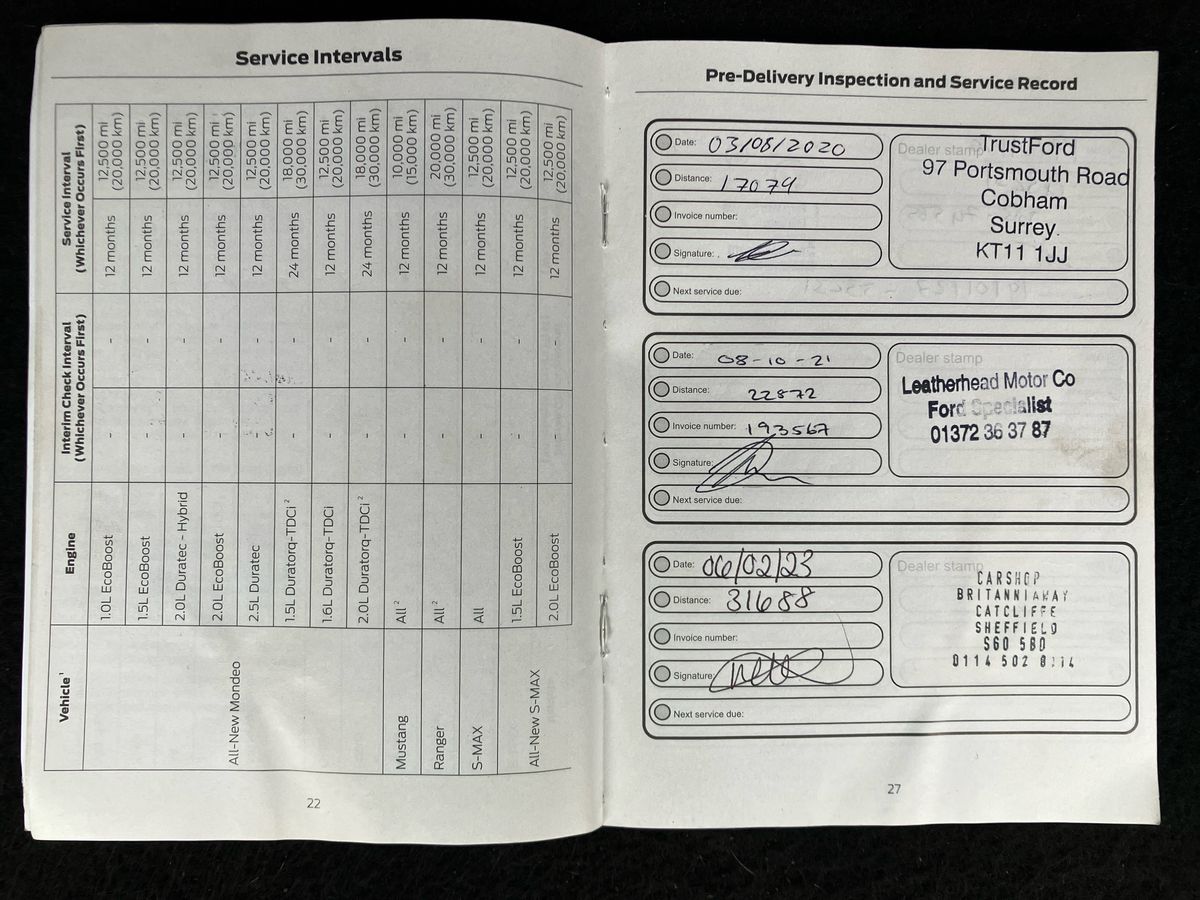 Service Intervals
Vehicle¹ Engine Interim Check Interval (Whichever Occurs First) Service Interval (Whichever Occurs First)
All-New Mondeo
1.0L EcoBoost - - 12 months 12,500 mi (20,000 km)
1.5L EcoBoost - - 12 months 12,500 mi (20,000 km)
2.0L Duratec - Hybrid - - 12 months 12,500 mi (20,000 km)
2.0L EcoBoost - - 12 months 12,500 mi (20,000 km)
2.5L Duratec - - 12 months 12,500 mi (20,000 km)
1.5L Duratorq-TDCi ² - - 24 months 18,000 mi (30,000 km)
1.6L Duratorq-TDCi - - 12 months 12,500 mi (20,000 km)
2.0L Duratorq-TDCi ² - - 24 months 18,000 mi (30,000 km)
Mustang All ² - - 12 months 10,000 mi (15,000 km)
Ranger All ² - - 12 months 20,000 mi (30,000 km)
S-MAX All - - 12 months 12,500 mi (20,000 km)
All-New S-MAX
1.5L EcoBoost - - 12 months 12,500 mi (20,000 km)
2.0L EcoBoost - - 12 months 12,500 mi (20,000 km)
22
Pre-Delivery Inspection and Service Record
Date: 03/08/2020
Distance: 17079
Invoice number:
Signature:
Next service due:
Dealer stamp
TrustFord
97 Portsmouth Road
Cobham
Surrey.
KT11 1JJ
Date: 08-10-21
Distance: 22872
Invoice number: 193567
Signature:
Next service due:
Dealer stamp
Leatherhead Motor Co
Ford Specialist
01372 36 37 87
Date: 06/02/23
Distance: 31688
Invoice number:
Signature:
Next service due:
Dealer stamp
CARSHOP
BRITANNIAWAY
CATCLIFFE
SHEFFIELD
S60 5BD
0114 502
27